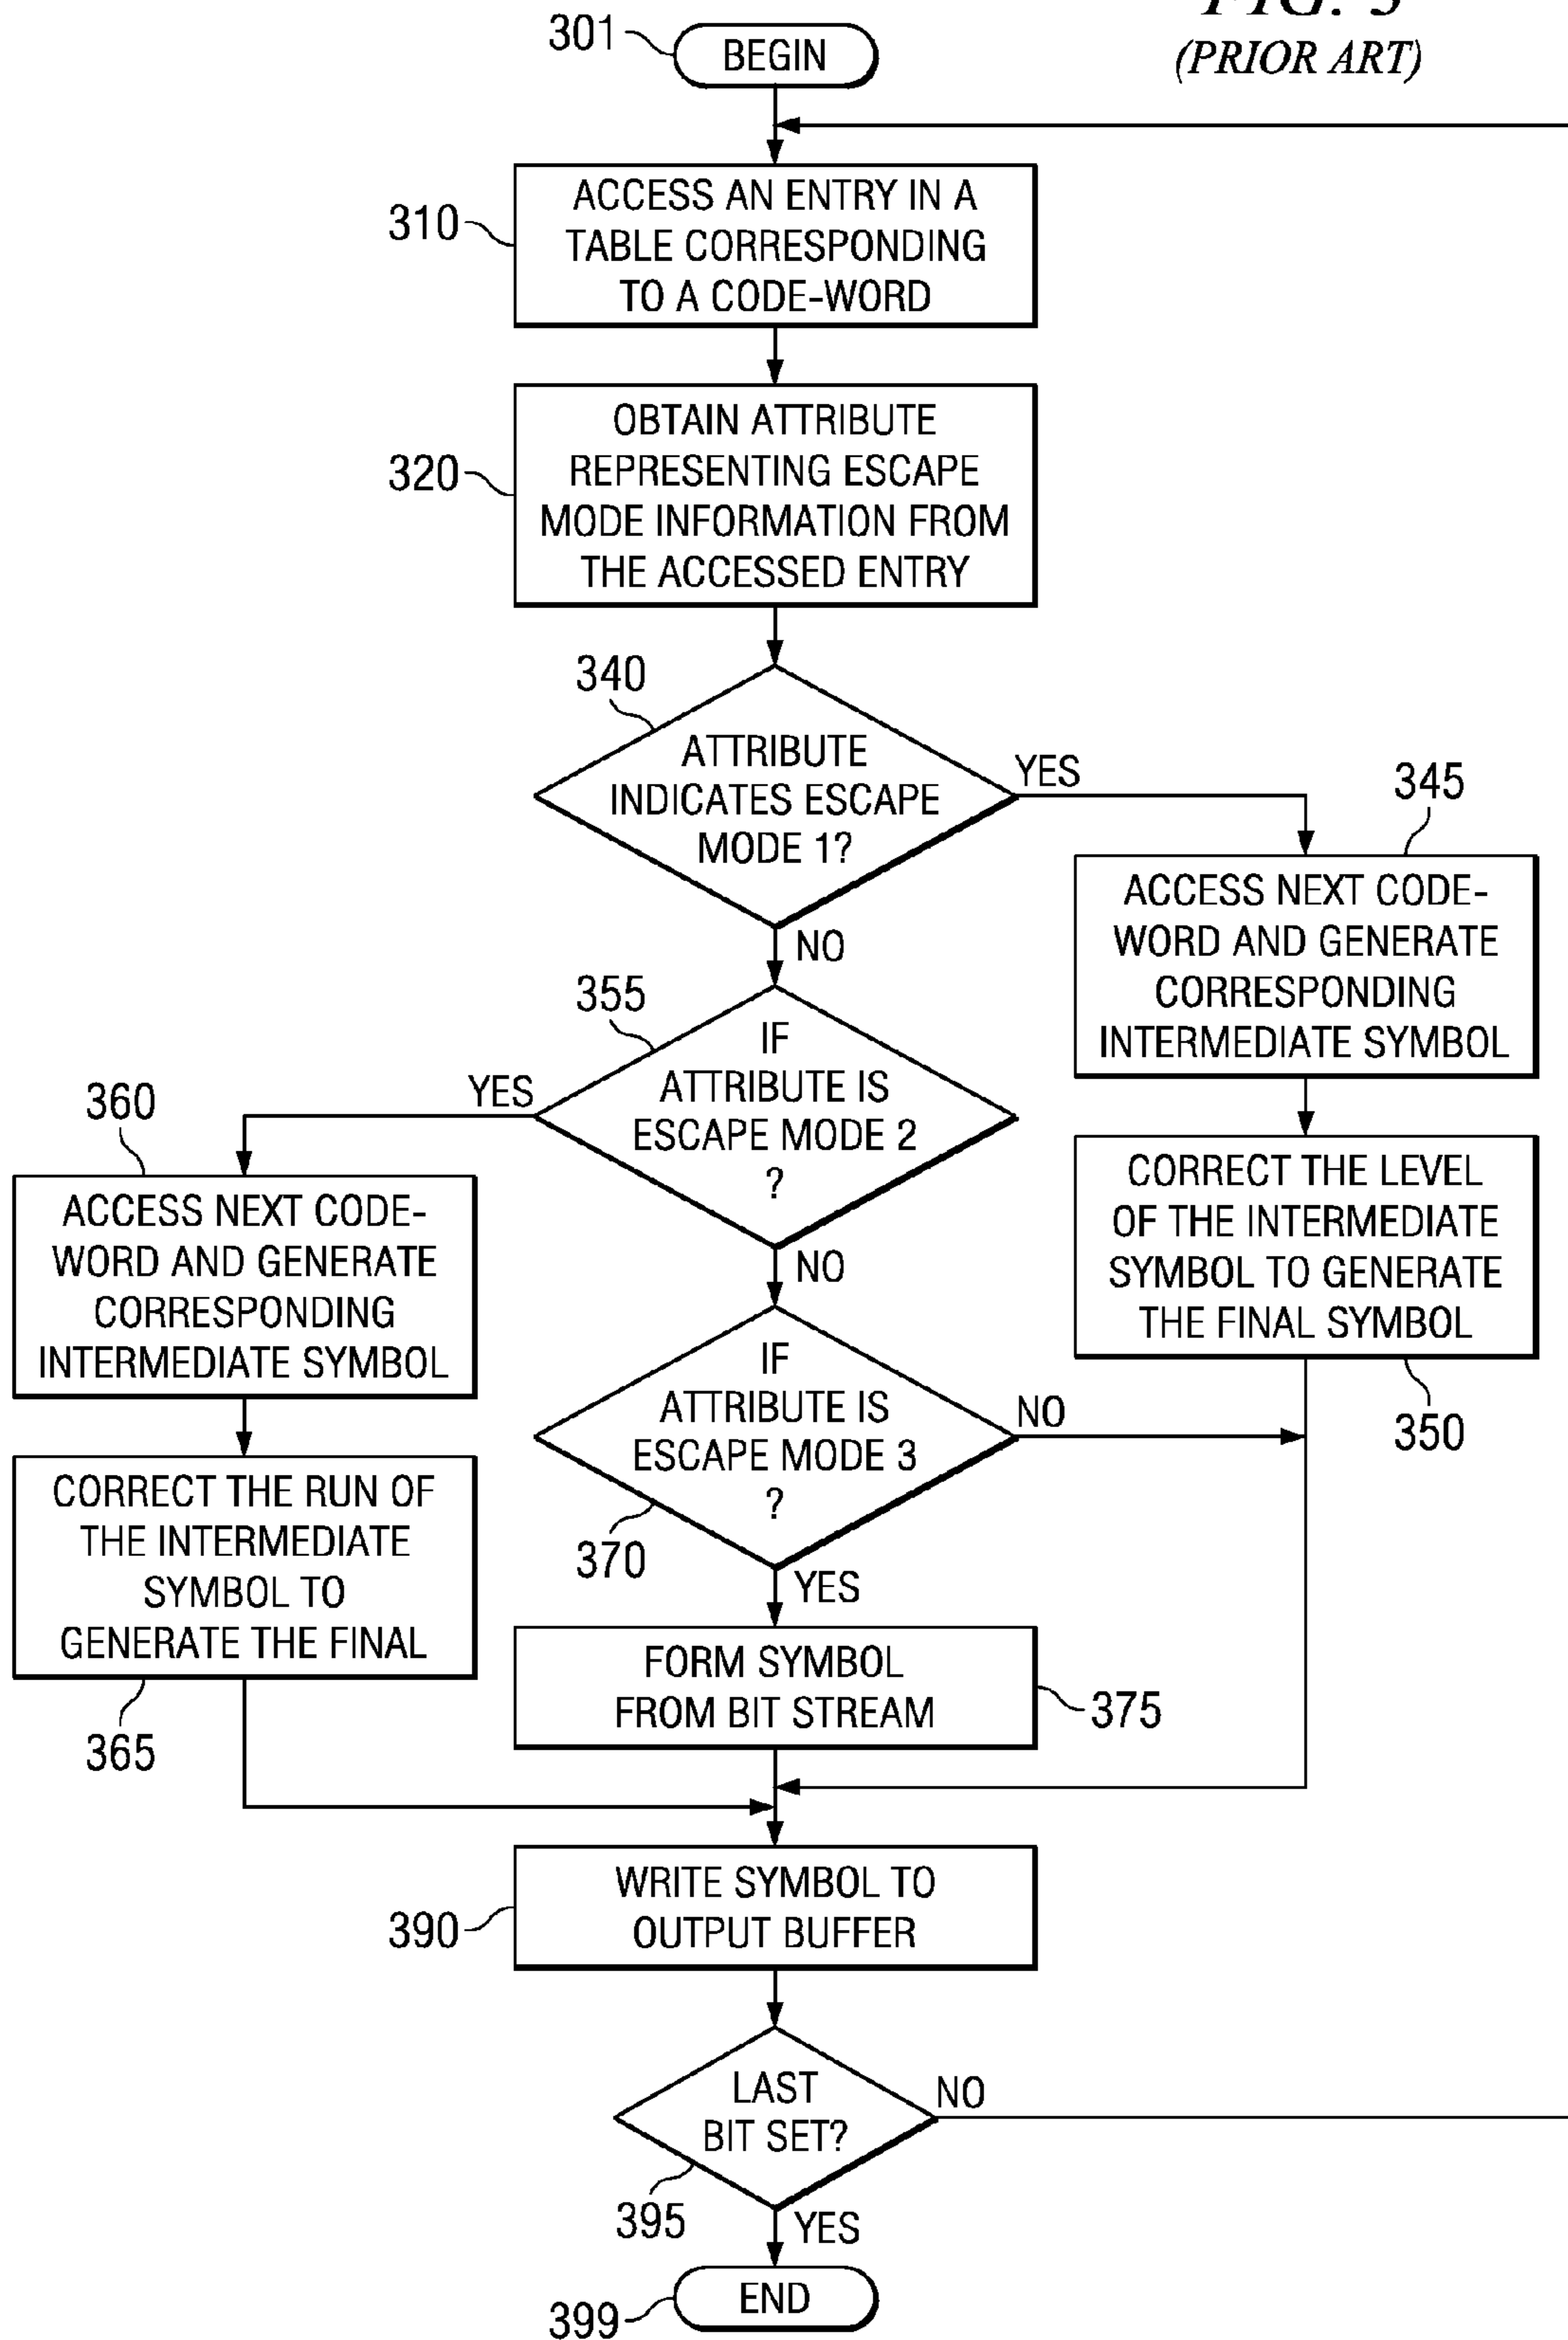 FIG. 3
(PRIOR ART)
301
BEGIN
310
ACCESS AN ENTRY IN A
TABLE CORRESPONDING
TO A CODE-WORD
320
OBTAIN ATTRIBUTE
REPRESENTING ESCAPE
MODE INFORMATION FROM
THE ACCESSED ENTRY
340
ATTRIBUTE
INDICATES ESCAPE
MODE 1?
YES
NO
345
ACCESS NEXT CODE-
WORD AND GENERATE
CORRESPONDING
INTERMEDIATE SYMBOL
355
IF
ATTRIBUTE IS
ESCAPE MODE 2
?
YES
NO
360
ACCESS NEXT CODE-
WORD AND GENERATE
CORRESPONDING
INTERMEDIATE SYMBOL
CORRECT THE LEVEL
OF THE INTERMEDIATE
SYMBOL TO GENERATE
THE FINAL SYMBOL
350
IF
ATTRIBUTE IS
ESCAPE MODE 3
?
NO
370
YES
CORRECT THE RUN OF
THE INTERMEDIATE
SYMBOL TO
GENERATE THE FINAL
365
FORM SYMBOL
FROM BIT STREAM
375
390
WRITE SYMBOL TO
OUTPUT BUFFER
LAST
BIT SET?
NO
395
YES
399
END